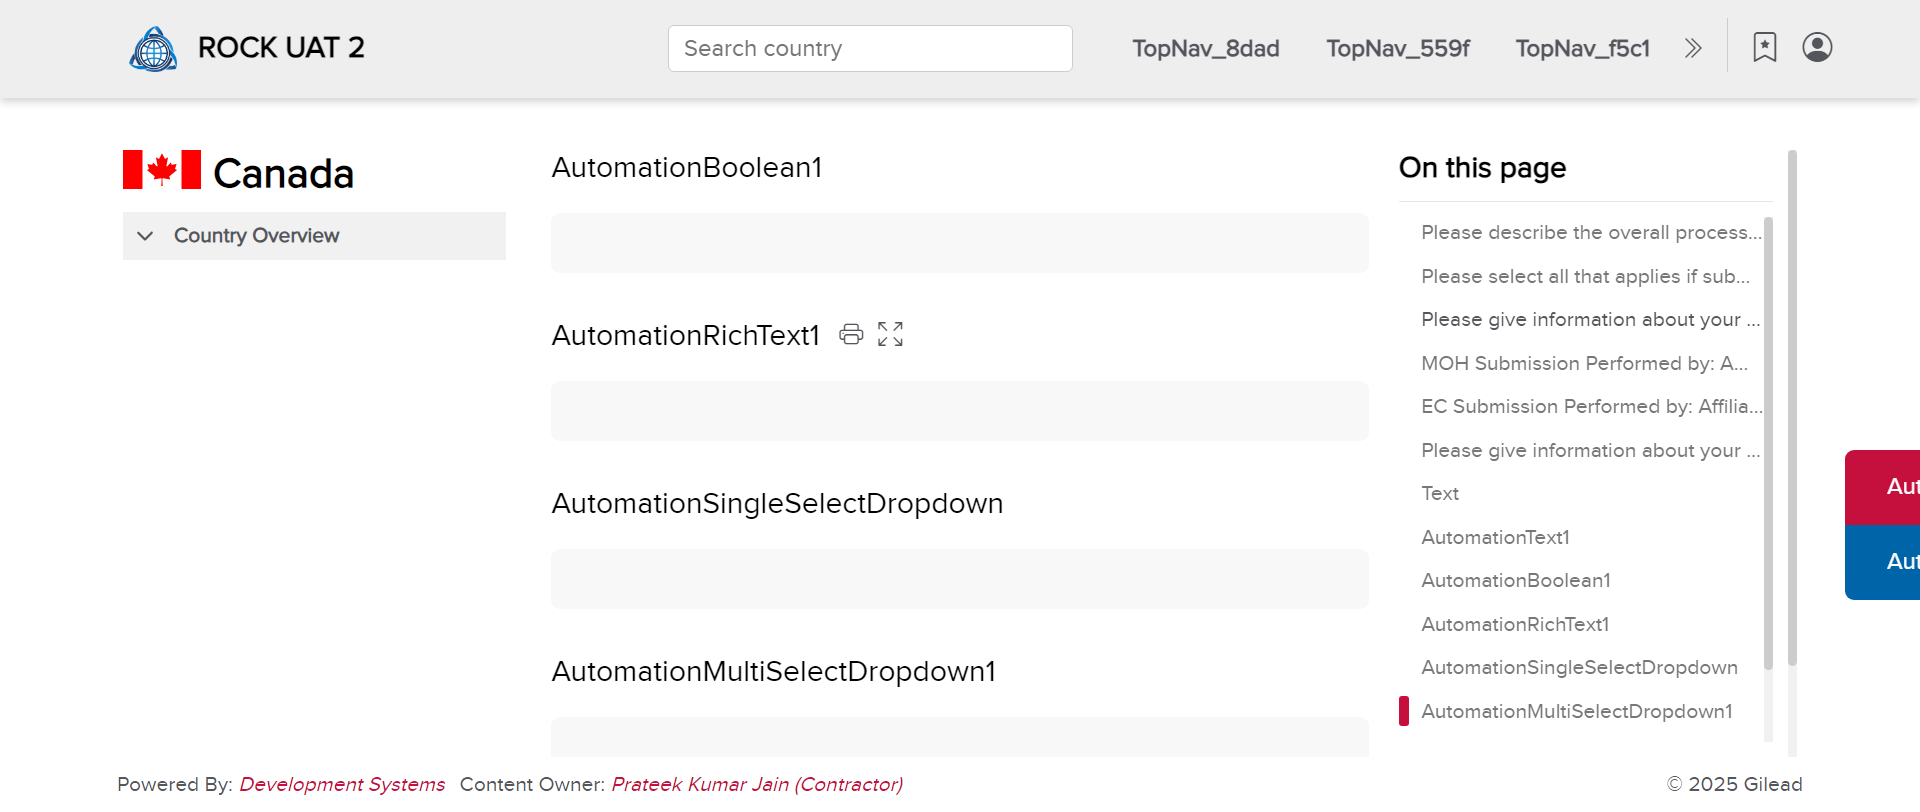 ROCK UAT 2
Search country
TopNav_8dad
TopNav_559f
TopNav_f5c1
Canada
Country Overview
AutomationBoolean1
AutomationRichText1
AutomationSingleSelectDropdown
AutomationMultiSelectDropdown1
On this page
Please describe the overall process...
Please select all that applies if sub...
Please give information about your ...
MOH Submission Performed by: A...
EC Submission Performed by: Affilia...
Please give information about your ...
Text
AutomationText1
AutomationBoolean1
AutomationRichText1
AutomationSingleSelectDropdown
AutomationMultiSelectDropdown1
Aut
Aut
Powered By: Development Systems Content Owner: Prateek Kumar Jain (Contractor)
© 2025 Gilead